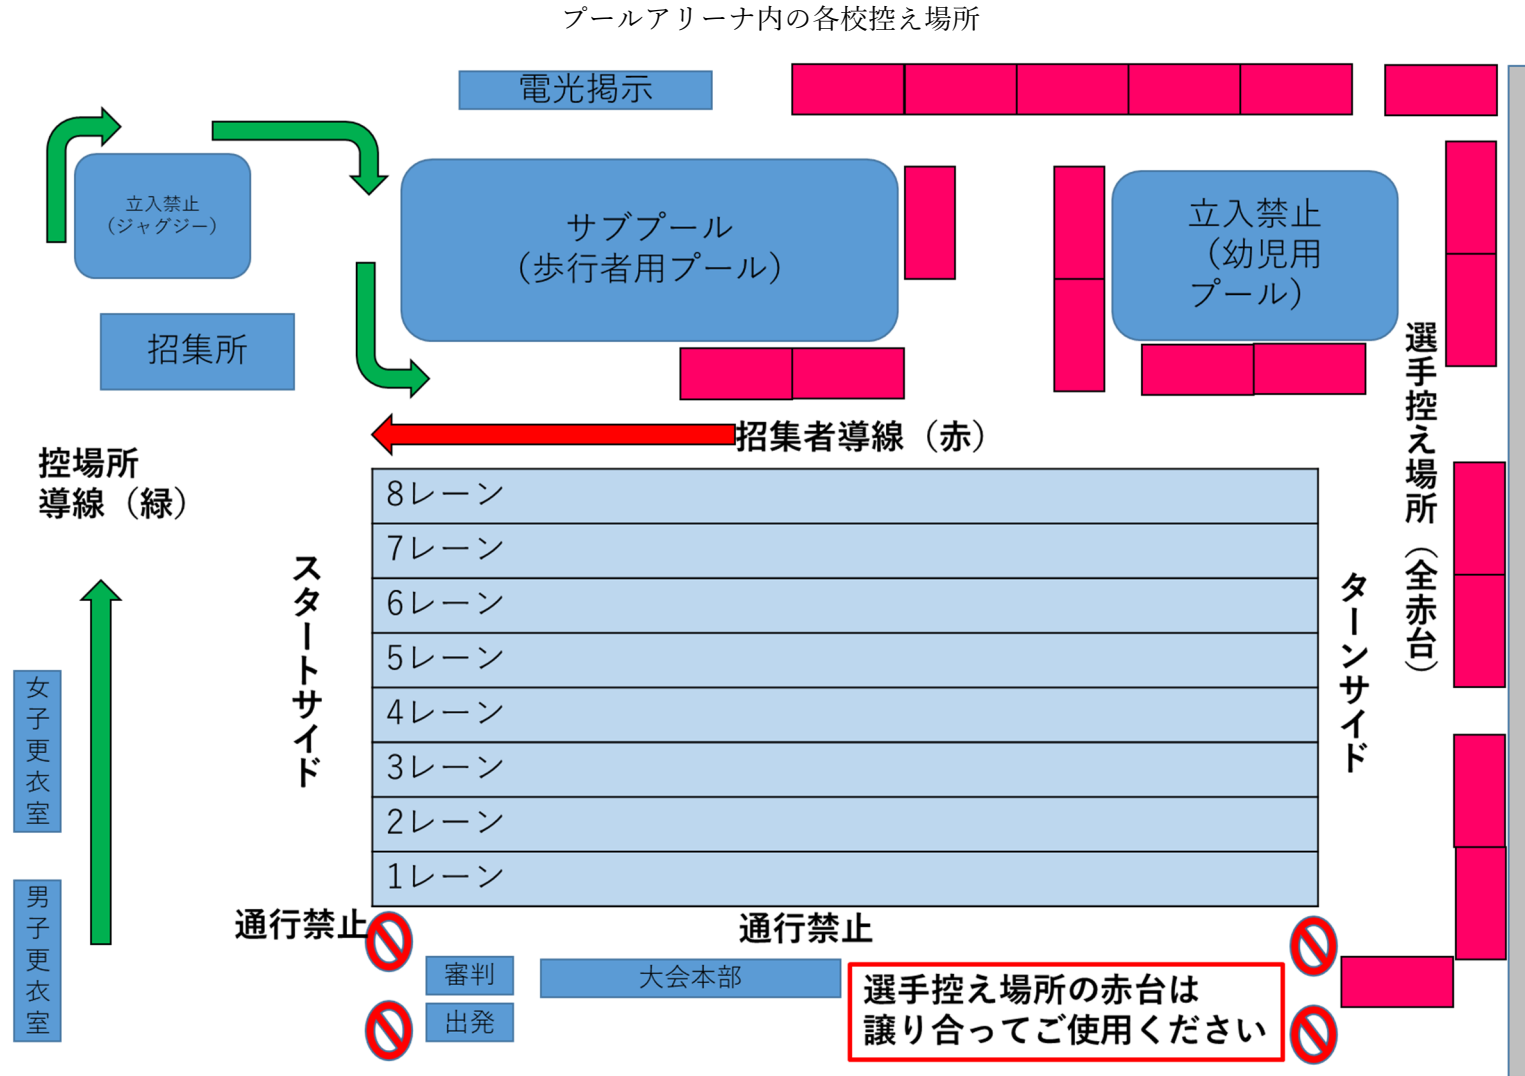 プールアリーナ内の各校控え場所
電光掲示
立入禁止
（ジャグジー）
サブプール
（歩行者用プール）
立入禁止
（幼児用
プール）
招集所
選手控え場所（全赤台）
招集者導線（赤）
控場所
導線（緑）
8レーン
7レーン
6レーン
5レーン
4レーン
3レーン
2レーン
1レーン
スタートサイド
ターンサイド
女子更衣室
男子更衣室
通行禁止
通行禁止
審判
大会本部
出発
選手控え場所の赤台は
譲り合ってご使用ください